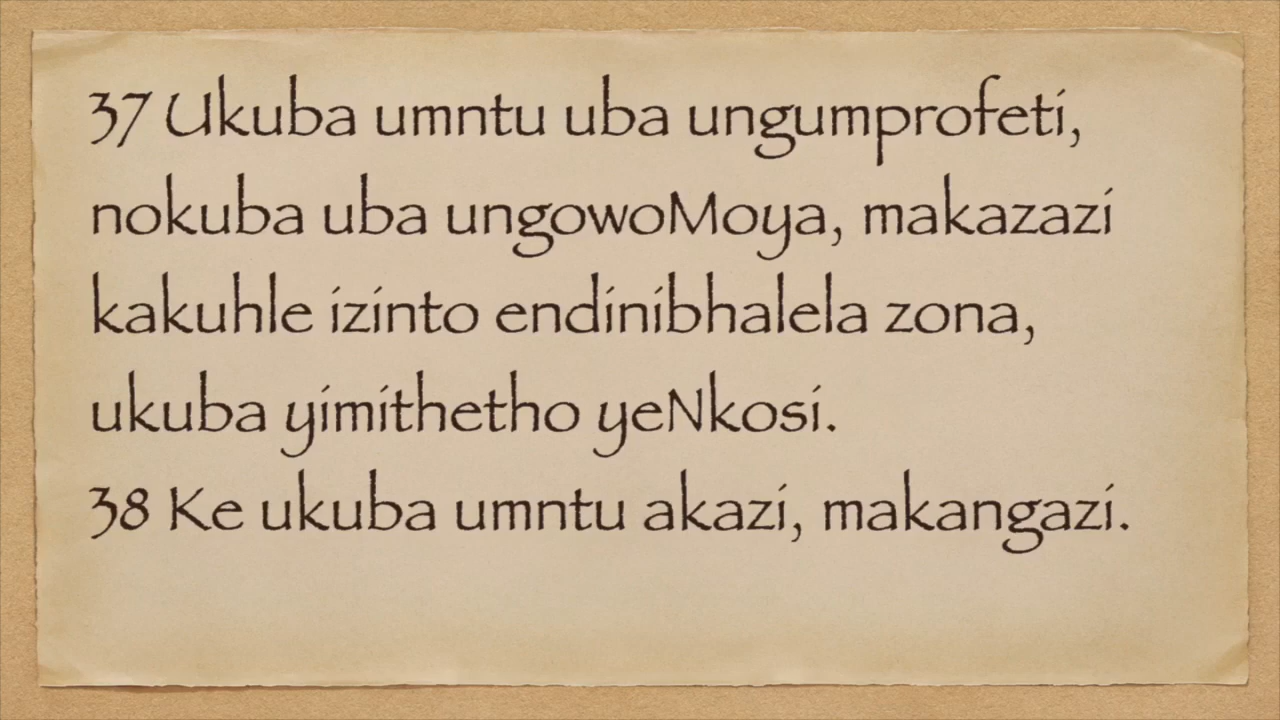 37 Ukuba umntu uba ungumprofeti,
nokuba uba ungowoMoya, makazazi
kakuhle izinto endinibhalela zona,
ukuba yimithetho yeNkosi.
38 Ke ukuba umntu akazi, makangazi.